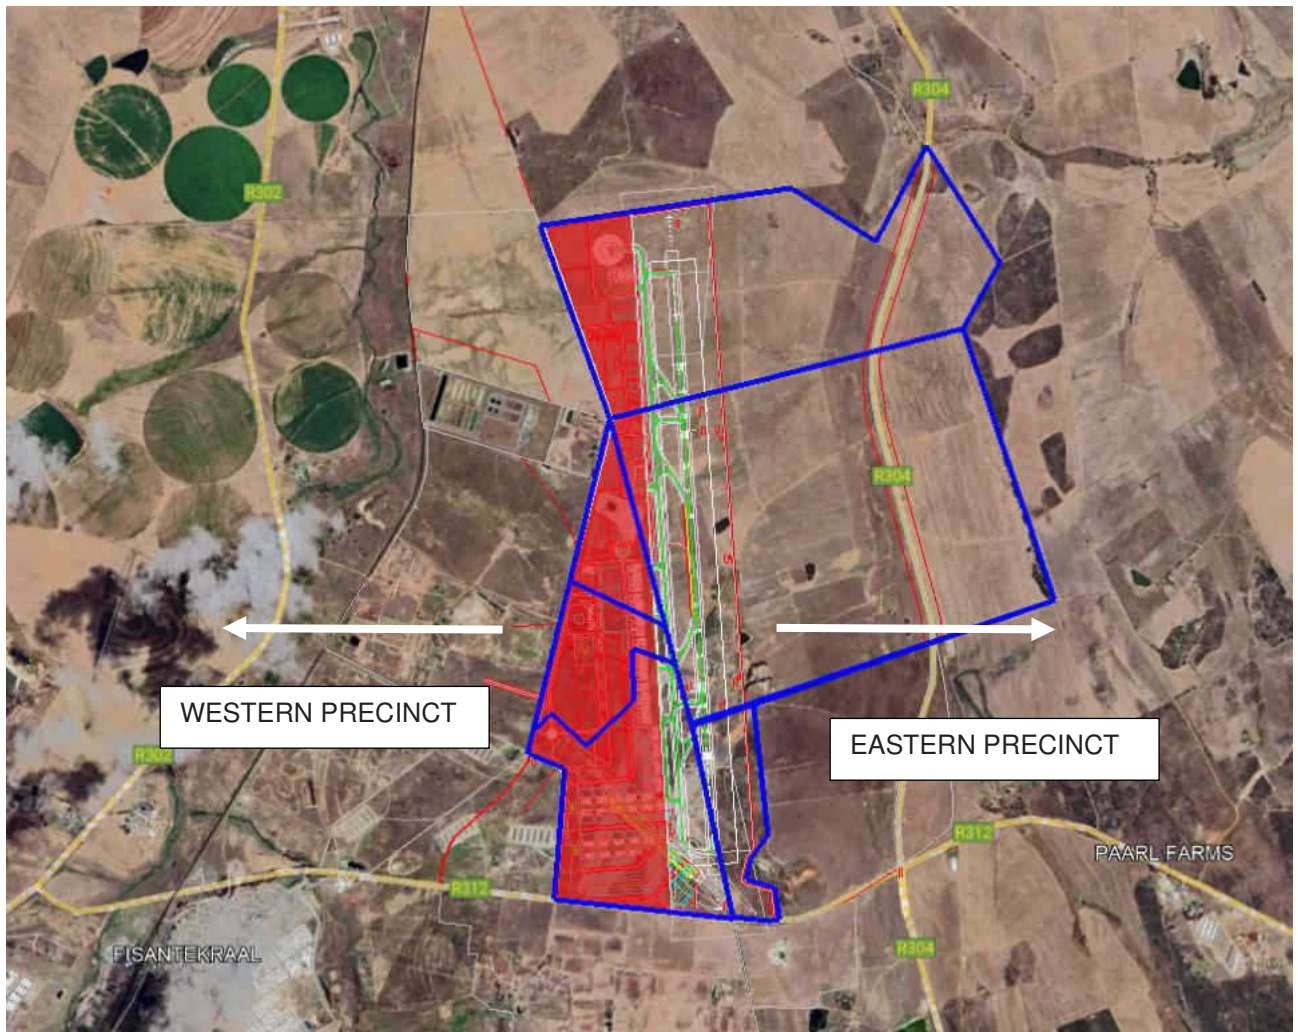 R304
R302
R304
WESTERN PRECINCT
EASTERN PRECINCT
R302
R312
PAARL FARMS
R312
FISANTEKRAAL
R304